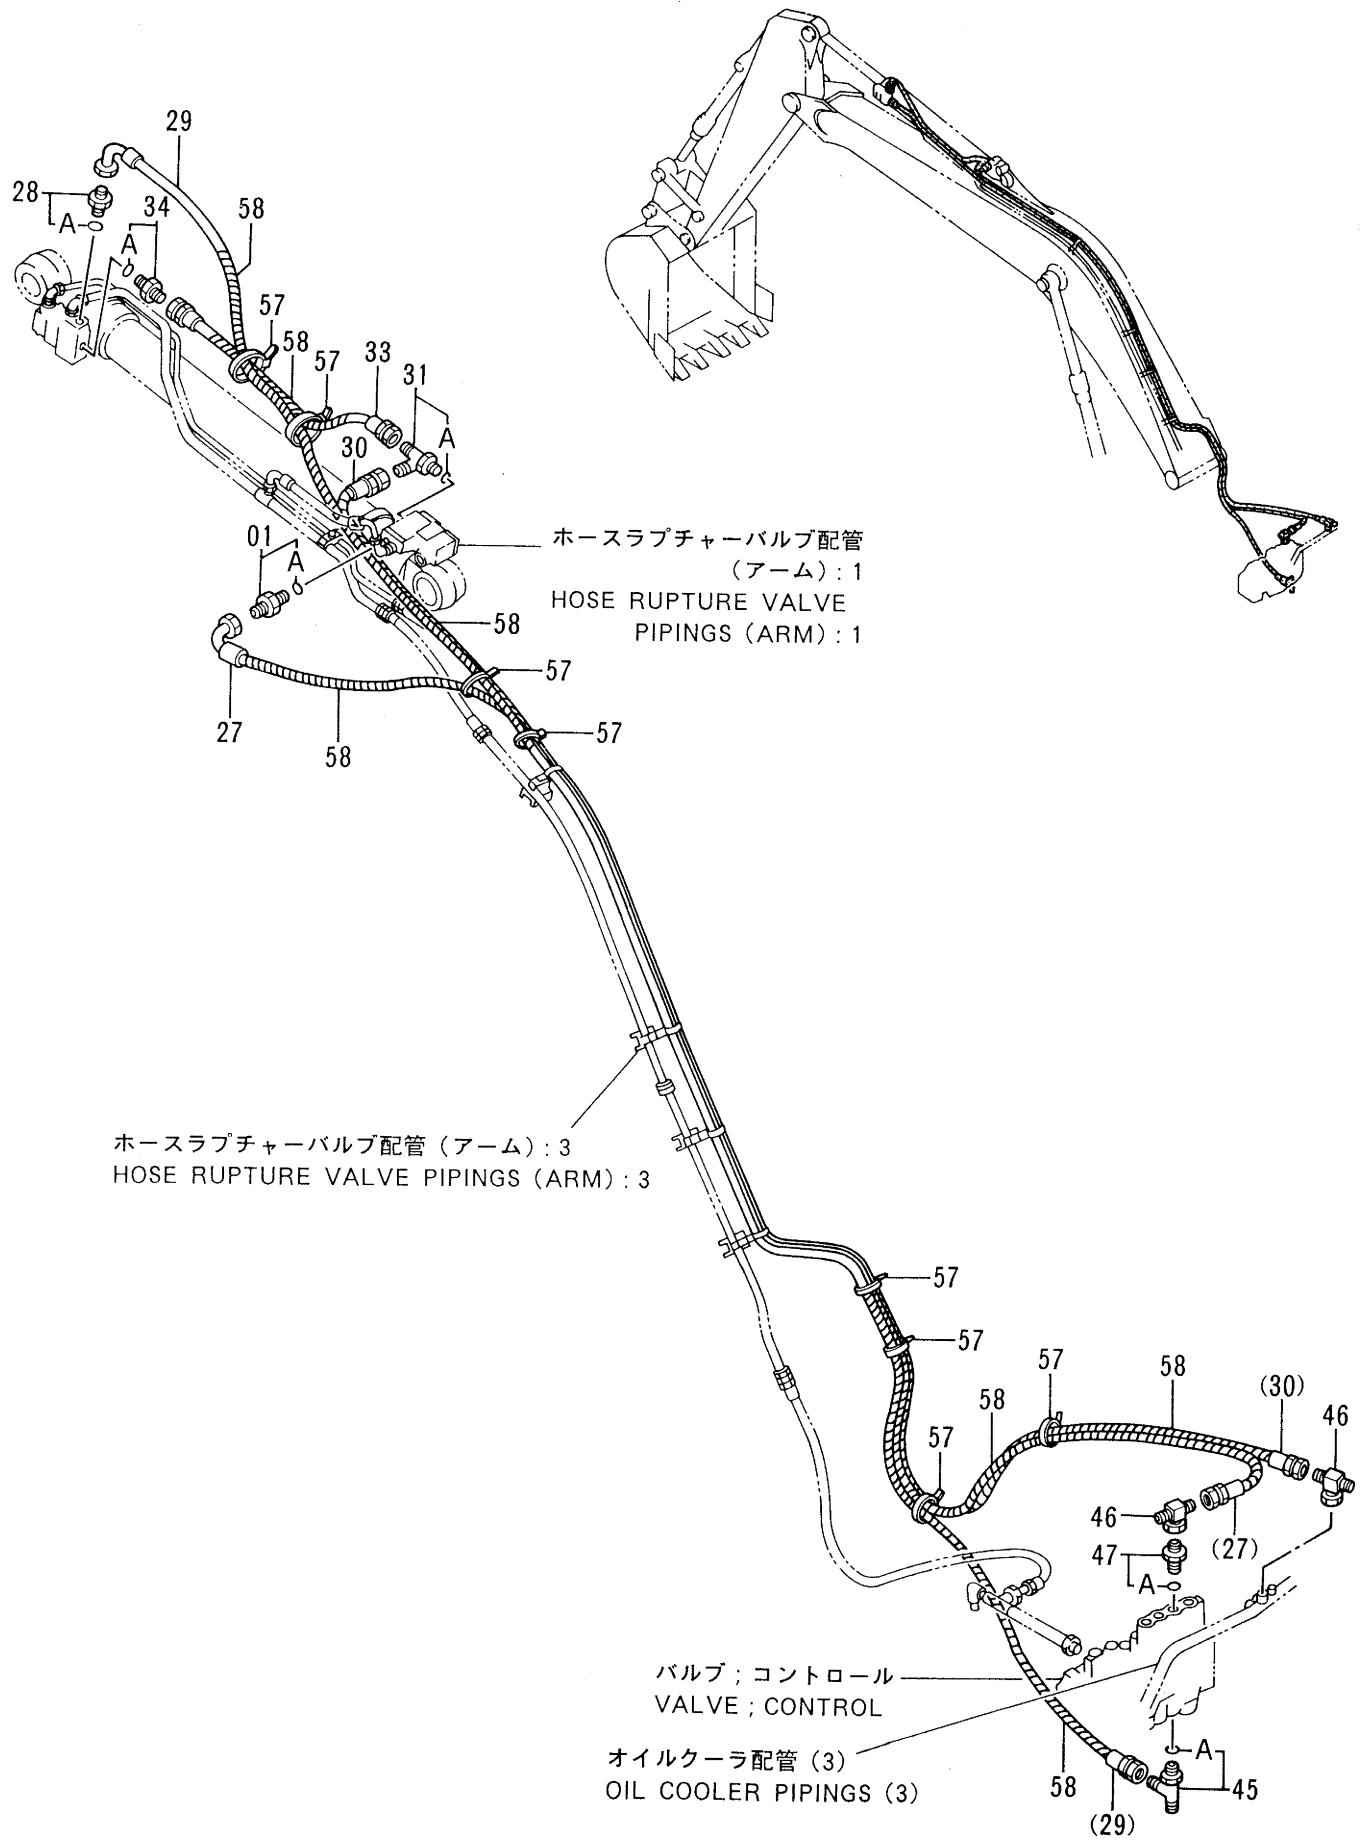 29
28
A
34
A
58
57
58
57
33
31
A
30
01
A
ホースラプチャーバルブ配管
(アーム) : 1
HOSE RUPTURE VALVE
PIPINGS (ARM) : 1
58
57
27
58
57
ホースラプチャーバルブ配管 (アーム) : 3
HOSE RUPTURE VALVE PIPINGS (ARM) : 3
57
57
57
58
(30)
46
58
57
46
(27)
47
A
バルブ ; コントロール
VALVE ; CONTROL
オイルクーラ配管 (3)
OIL COOLER PIPINGS (3)
A
45
58
(29)